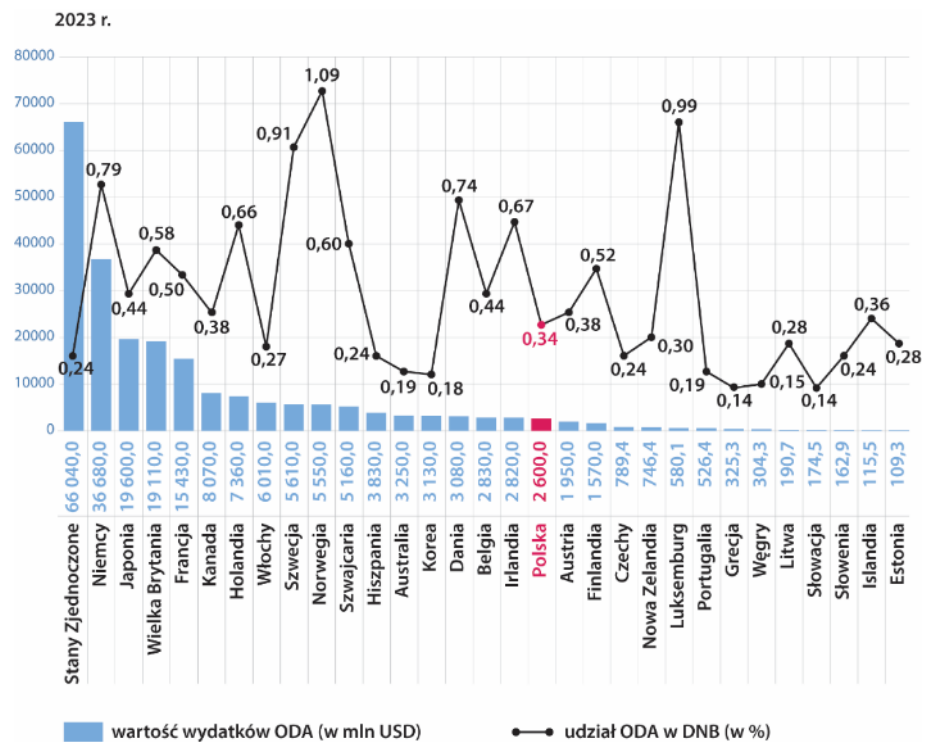 2023 r.
80000
70000
60000
50000
40000
30000
20000
10000
0
0,24
0,79
0,44
0,58
0,50
0,38
0,66
0,27
0,91
1,09
0,60
0,24
0,19
0,18
0,74
0,44
0,67
0,34
0,38
0,52
0,24
0,30
0,99
0,19
0,14
0,15
0,28
0,14
0,24
0,36
0,28
66 040,0
36 680,0
19 600,0
19 110,0
15 430,0
8 070,0
7 360,0
6 010,0
5 610,0
5 550,0
5 160,0
3 830,0
3 250,0
3 130,0
3 080,0
2 830,0
2 820,0
2 600,0
1 950,0
1 570,0
789,4
746,4
580,1
526,4
325,3
304,3
190,7
174,5
162,9
115,5
109,3
Stany Zjednoczone
Niemcy
Japonia
Wielka Brytania
Francja
Kanada
Holandia
Włochy
Szwecja
Norwegia
Szwajcaria
Hiszpania
Australia
Korea
Dania
Belgia
Irlandia
Polska
Austria
Finlandia
Czechy
Nowa Zelandia
Luksemburg
Portugalia
Grecja
Węgry
Litwa
Słowacja
Słowenia
Islandia
Estonia
wartość wydatków ODA (w mln USD)
udział ODA w DNB (w %)